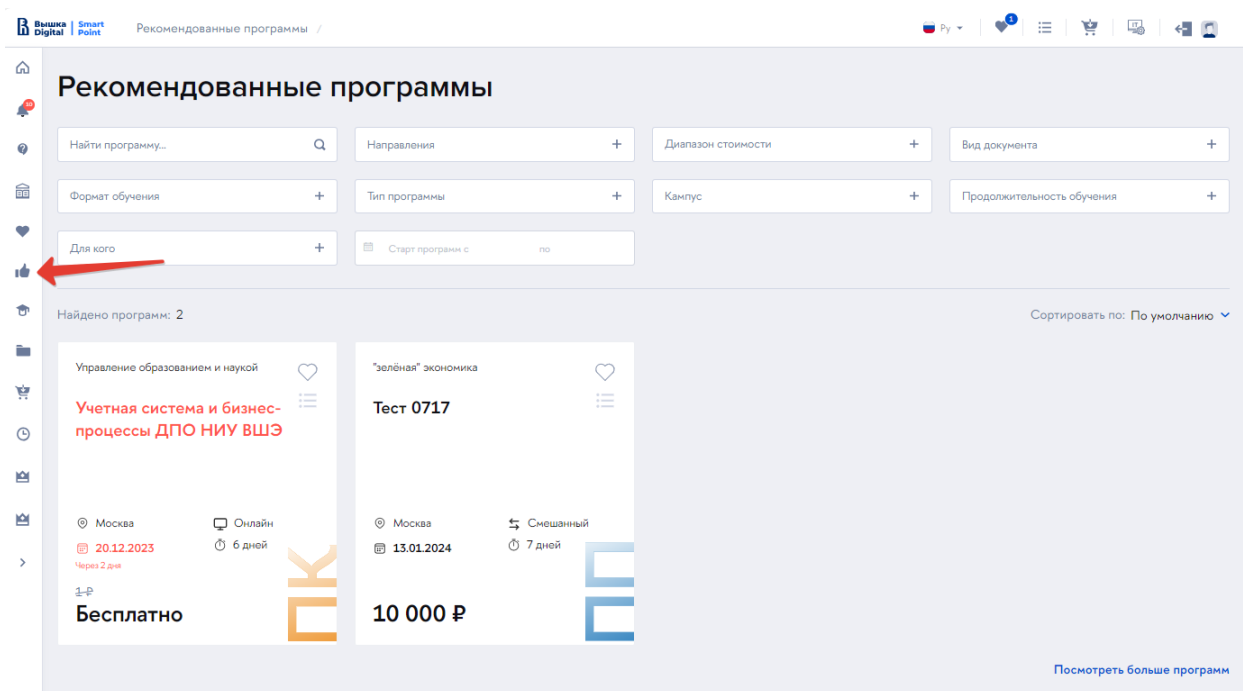 Вышка Digital | Smart Point
Рекомендованные программы /
Ру
1
10
Рекомендованные программы
Найти программу...
Направления +
Диапазон стоимости +
Вид документа +
Формат обучения +
Тип программы +
Кампус +
Продолжительность обучения +
Для кого +
Старт программ с по
Найдено программ: 2
Сортировать по: По умолчанию
Управление образованием и наукой
Учетная система и бизнес-
процессы ДПО НИУ ВШЭ
Москва
Онлайн
20.12.2023
6 дней
Через 2 дня
1 ₽
Бесплатно
"зелёная" экономика
Тест 0717
Москва
Смешанный
13.01.2024
7 дней
10 000 ₽
Посмотреть больше программ